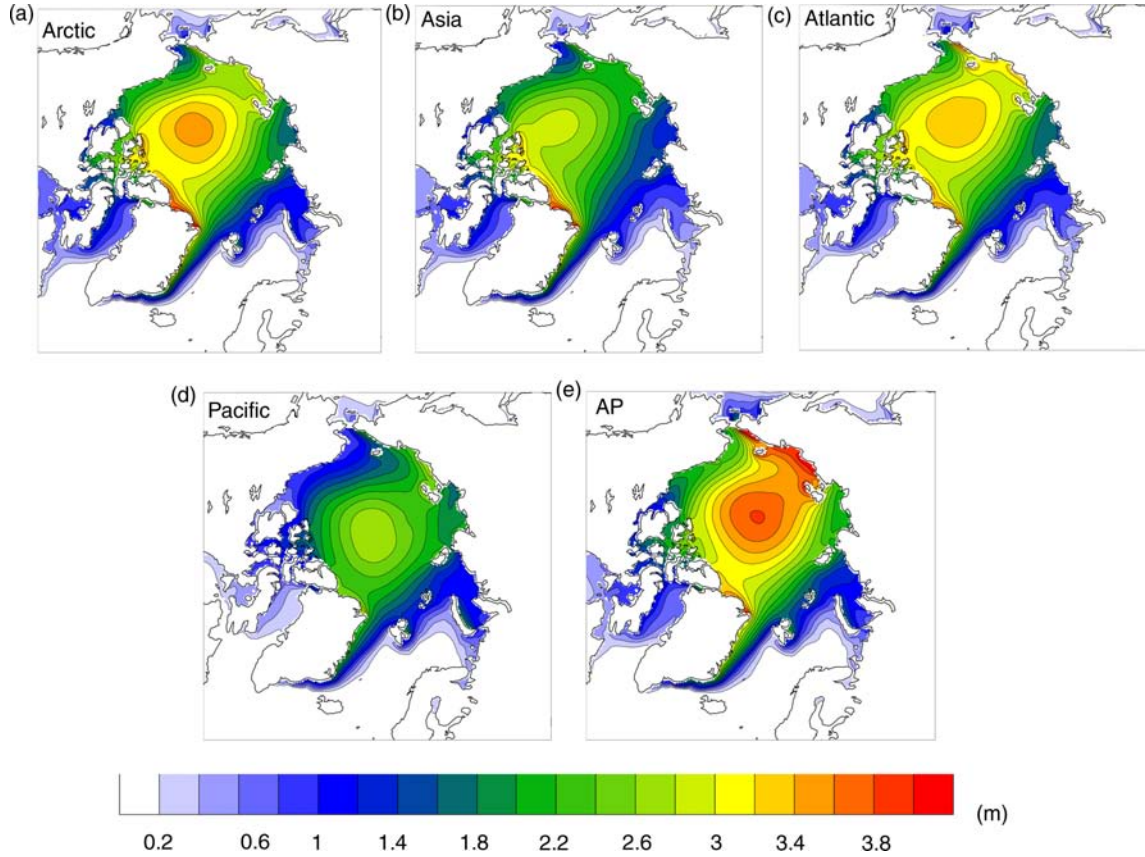 (a) Arctic
(b) Asia
(c) Atlantic
(d) Pacific
(e) AP
0.2 0.6 1 1.4 1.8 2.2 2.6 3 3.4 3.8 (m)